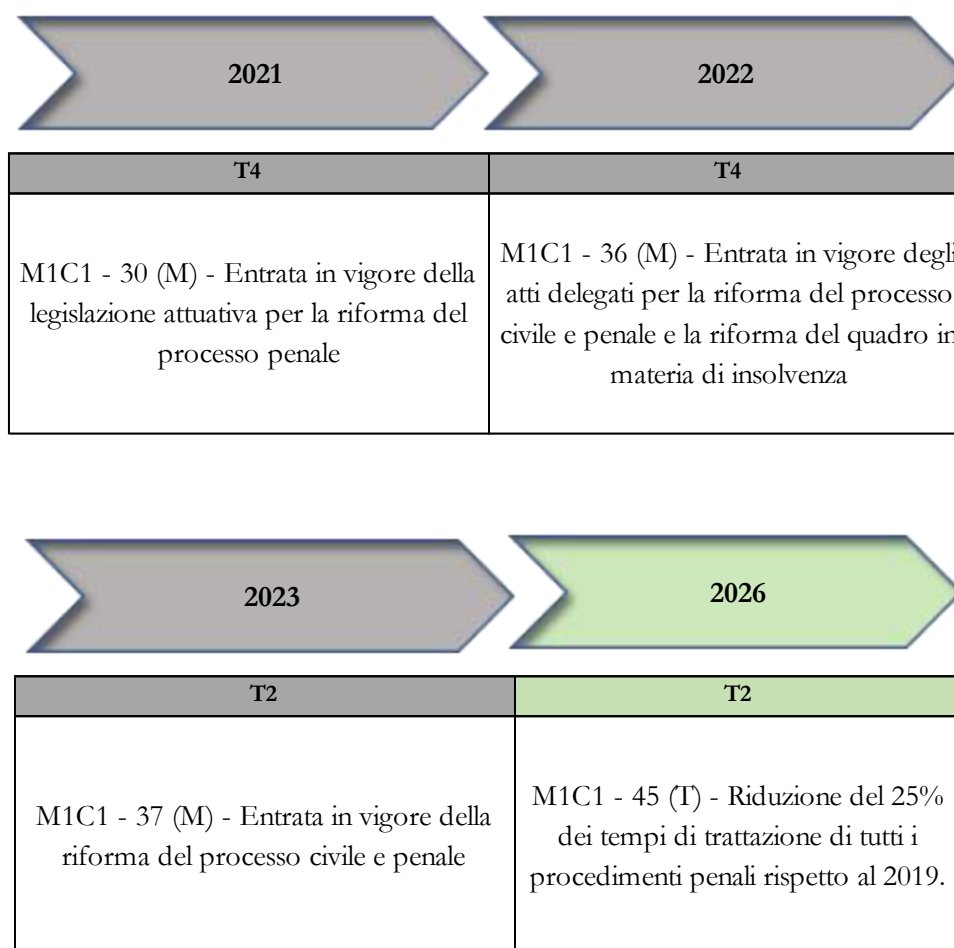 2021
2022
T4
T4
M1C1 - 30 (M) - Entrata in vigore della
legislazione attuativa per la riforma del
processo penale
M1C1 - 36 (M) - Entrata in vigore degli
atti delegati per la riforma del processo
civile e penale e la riforma del quadro in
materia di insolvenza
2023
2026
T2
T2
M1C1 - 37 (M) - Entrata in vigore della
riforma del processo civile e penale
M1C1 - 45 (T) - Riduzione del 25%
dei tempi di trattazione di tutti i
procedimenti penali rispetto al 2019.